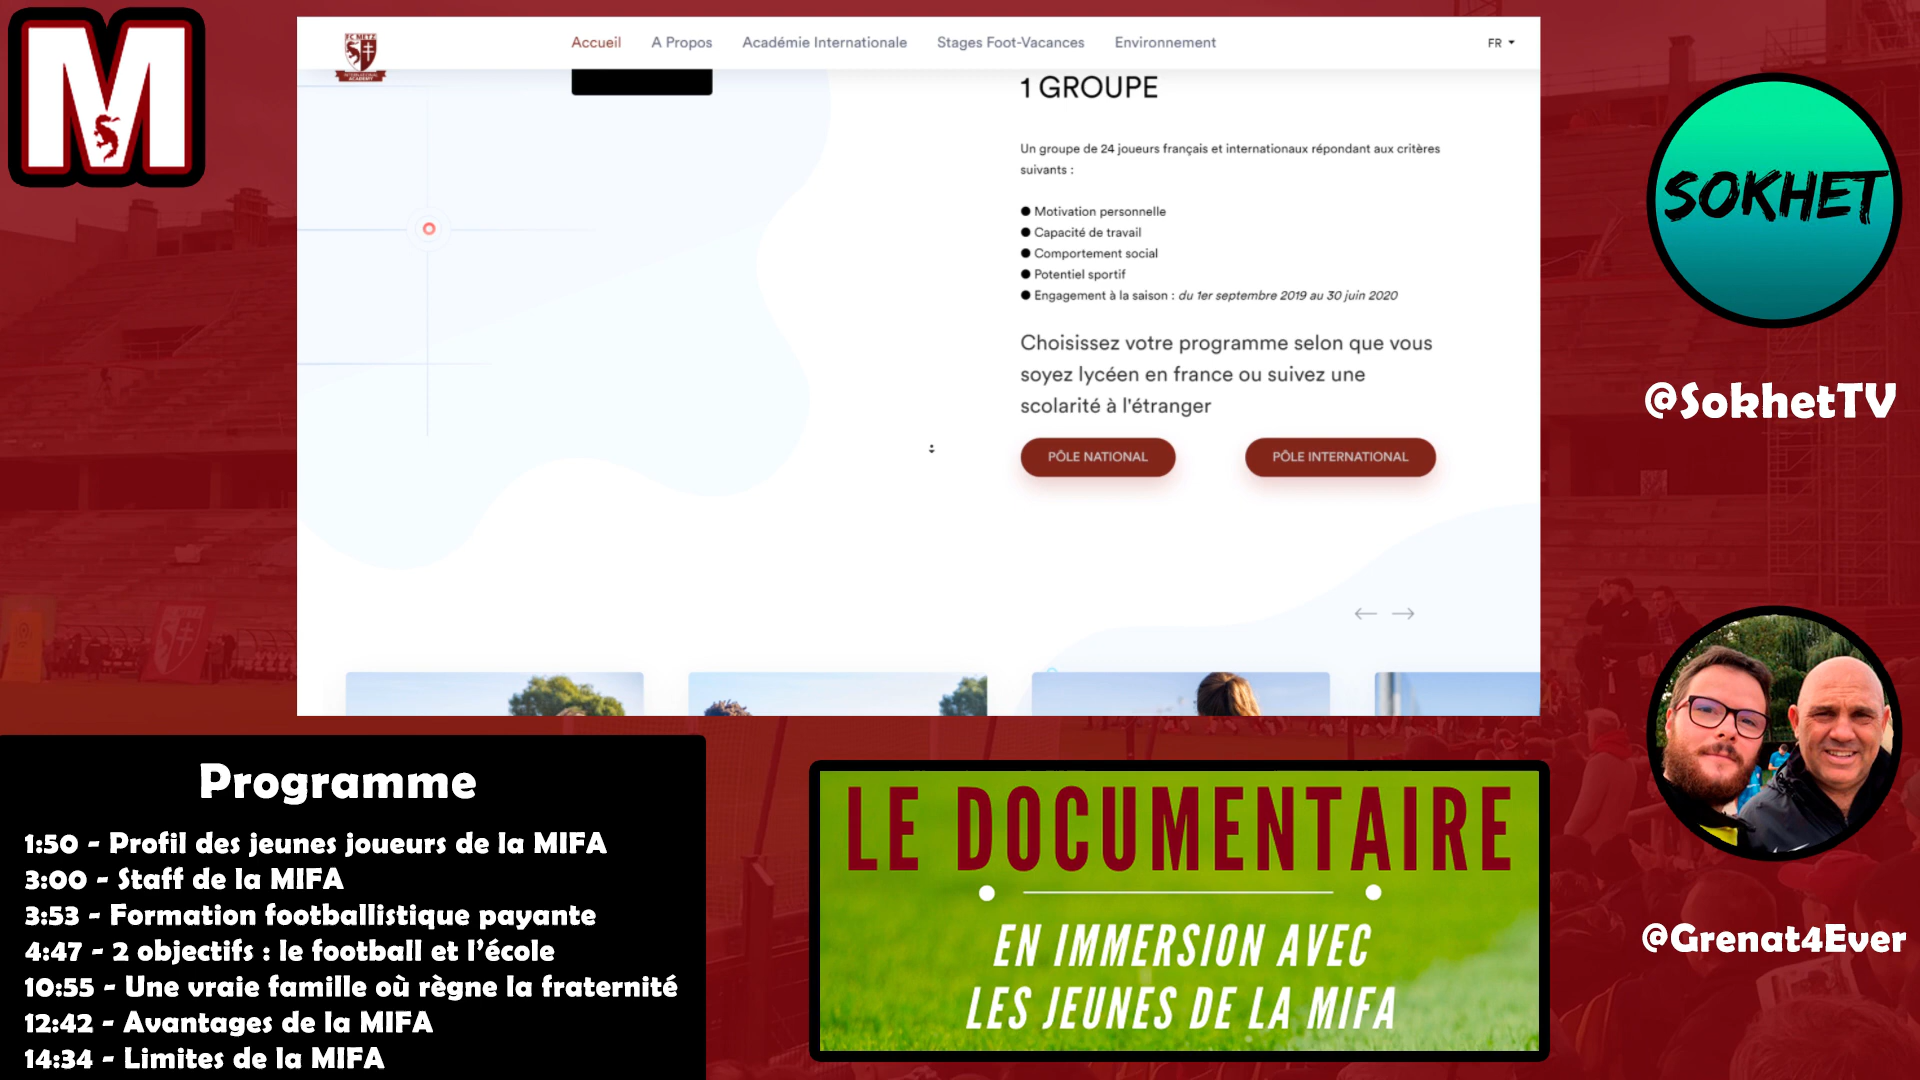 M
FC METZ
ACADEMY
Accueil
A Propos
Académie Internationale
Stages Foot-Vacances
Environnement
FR
1 GROUPE
Un groupe de 24 joueurs français et internationaux répondant aux critères
suivants :
● Motivation personnelle
● Capacité de travail
● Comportement social
● Potentiel sportif
● Engagement à la saison : du 1er septembre 2019 au 30 juin 2020
Choisissez votre programme selon que vous
soyez lycéen en france ou suivez une
scolarité à l'étranger
PÔLE NATIONAL
PÔLE INTERNATIONAL
SOKHET
@SokhetTV
@Grenat4Ever
Programme
1:50 - Profil des jeunes joueurs de la MIFA
3:00 - Staff de la MIFA
3:53 - Formation footballistique payante
4:47 - 2 objectifs : le football et l’école
10:55 - Une vraie famille où règne la fraternité
12:42 - Avantages de la MIFA
14:34 - Limites de la MIFA
LE DOCUMENTAIRE
EN IMMERSION AVEC
LES JEUNES DE LA MIFA